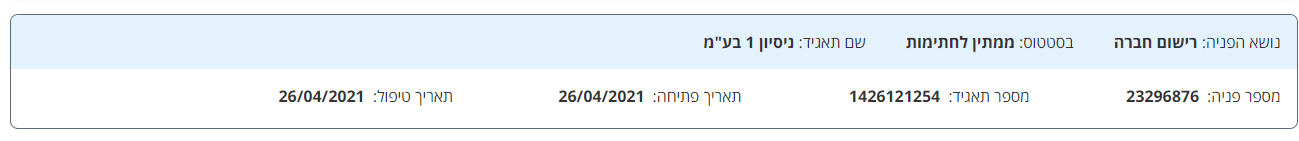 נושא הפניה: רישום חברה בסטטוס: ממתין לחתימות שם תאגיד: ניסיון 1 בע"מ
מספר פניה: 23296876 מספר תאגיד: 1426121254 תאריך פתיחה: 26/04/2021 תאריך טיפול: 26/04/2021